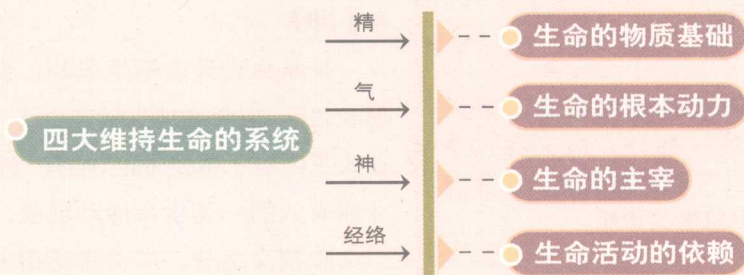 精
生命的物质基础
气
生命的根本动力
四大维持生命的系统
神
生命的主宰
经络
生命活动的依赖